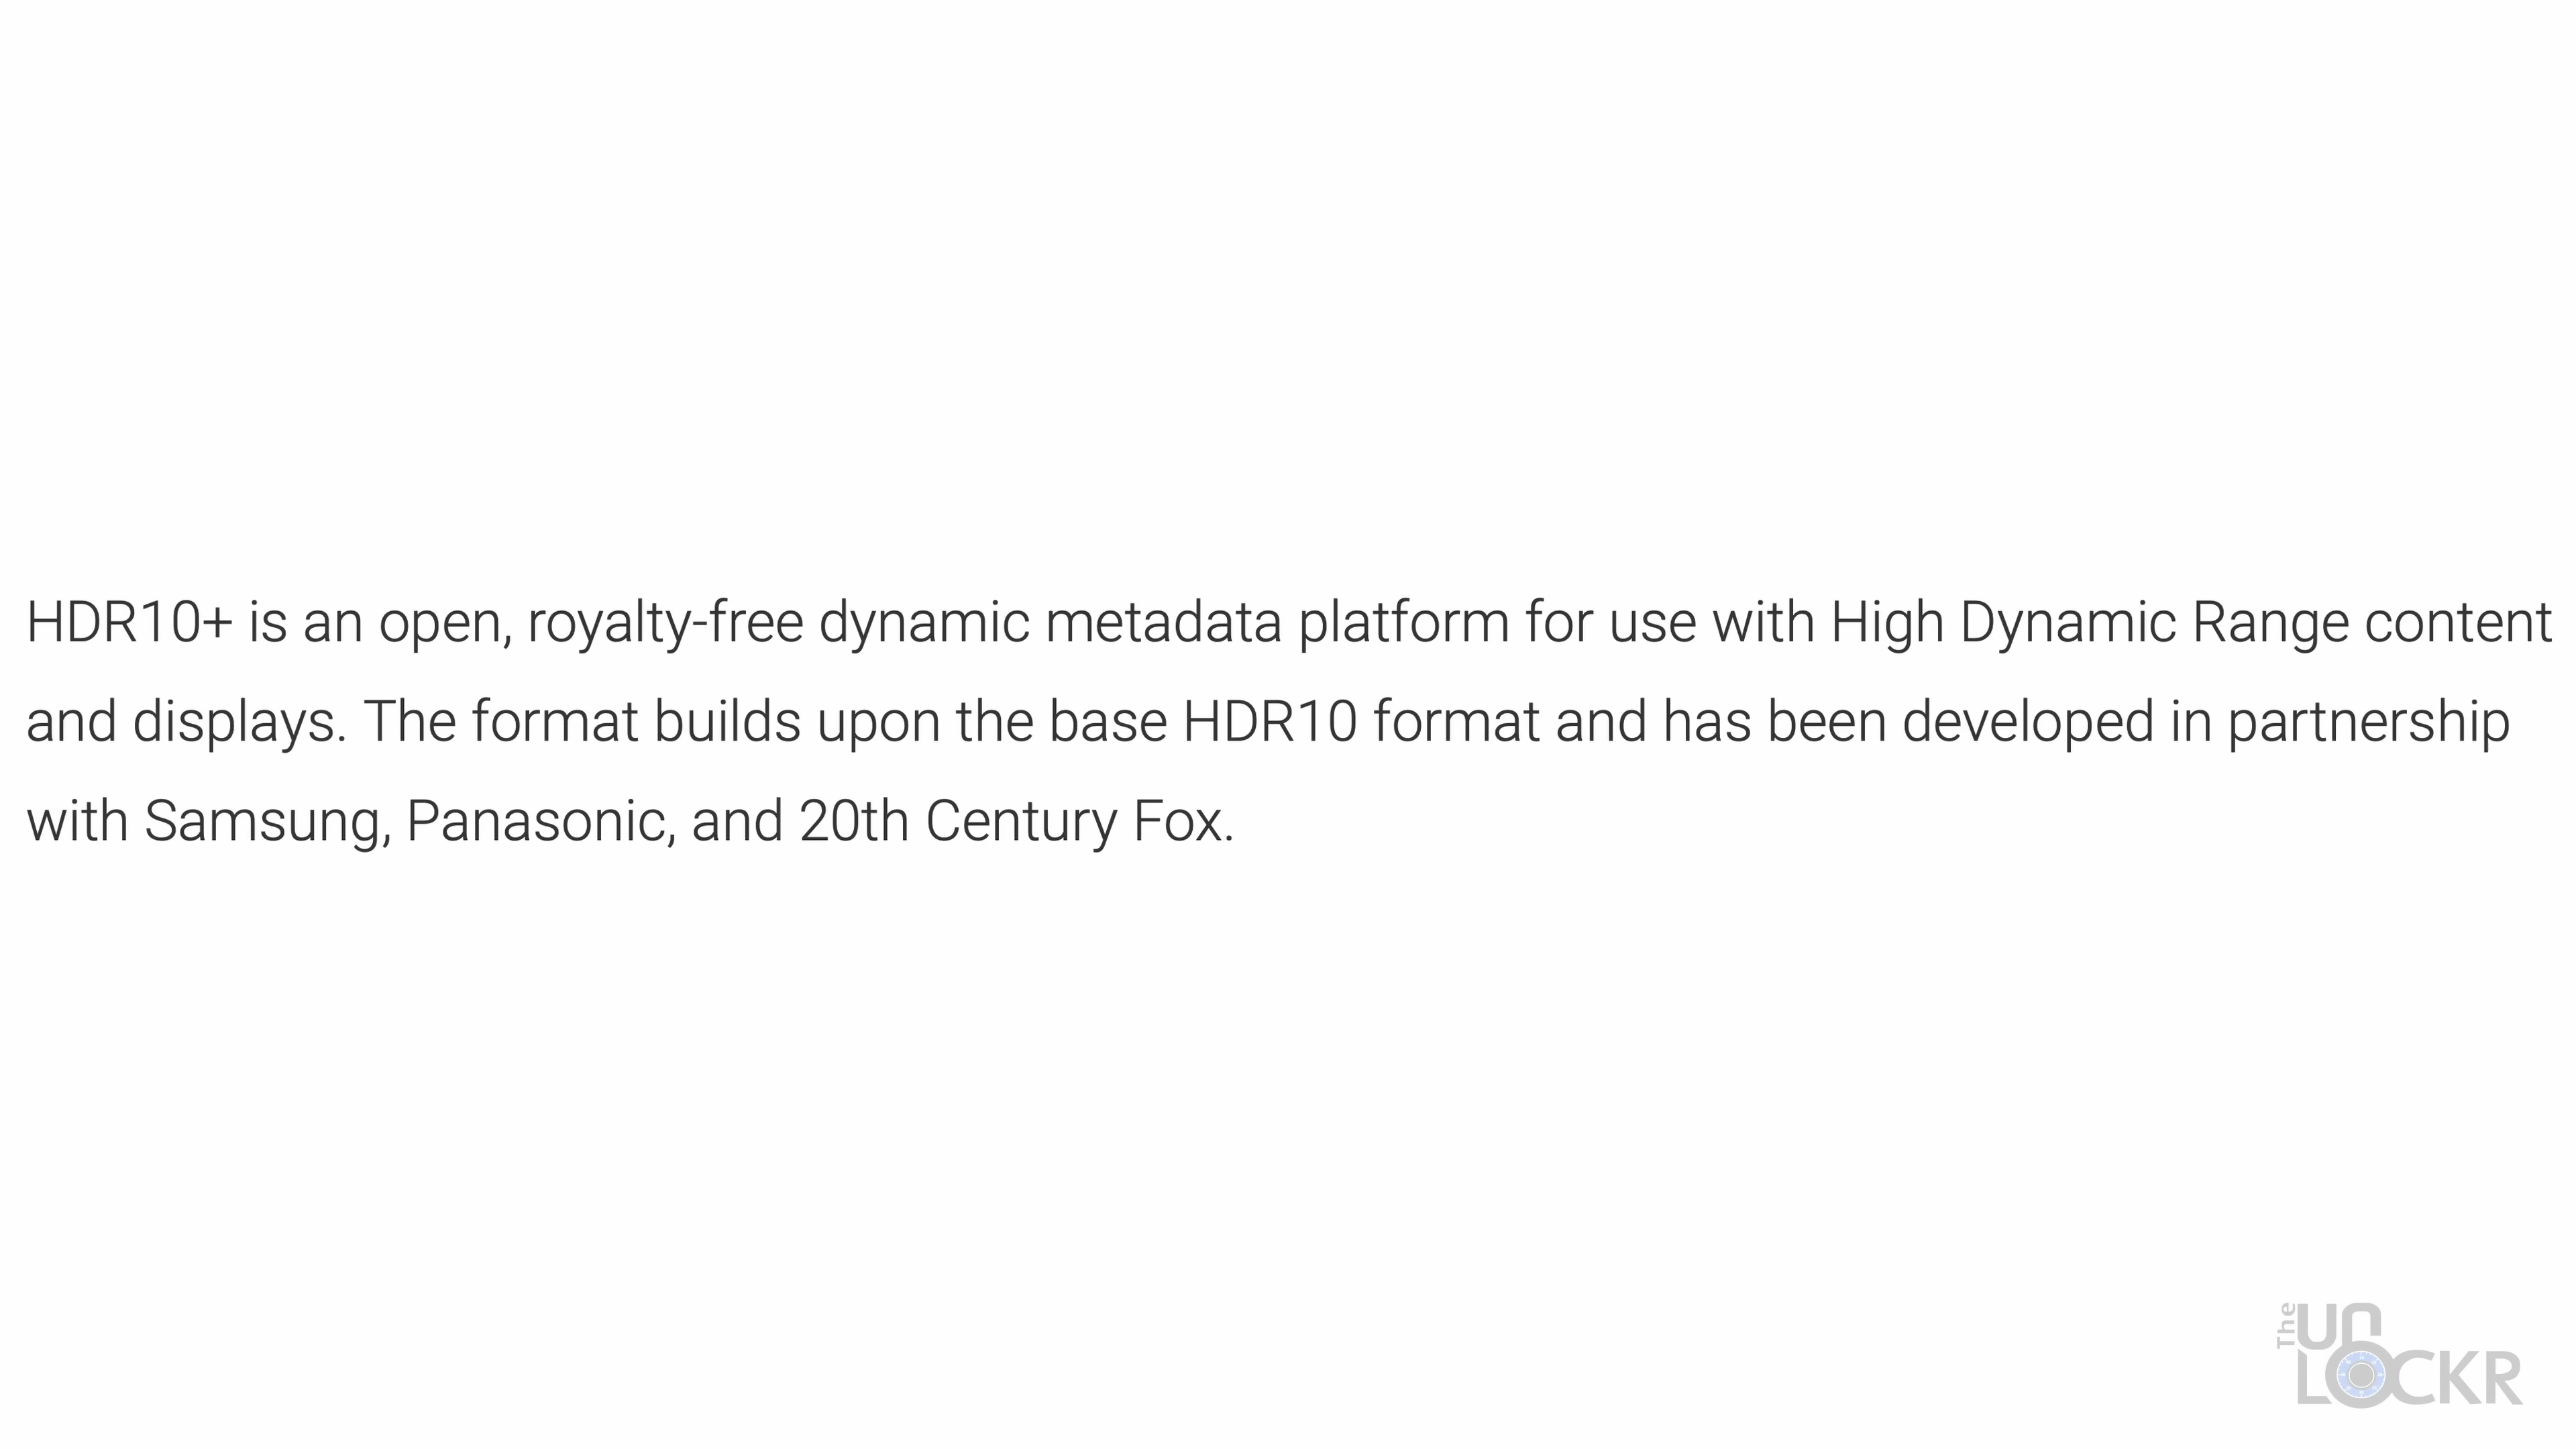 HDR10+ is an open, royalty-free dynamic metadata platform for use with High Dynamic Range content
and displays. The format builds upon the base HDR10 format and has been developed in partnership
with Samsung, Panasonic, and 20th Century Fox.
The
Un
LOCKR